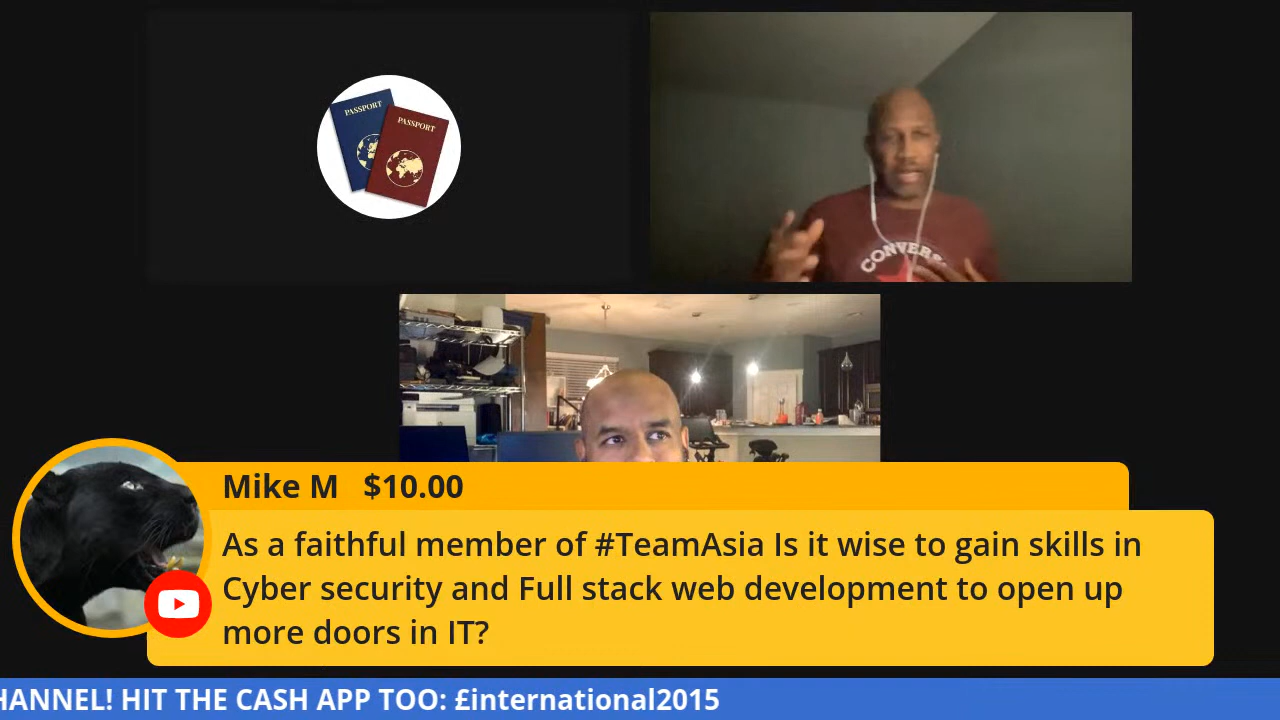 PASSPORT
PASSPORT
CONVERS
Mike M $10.00
As a faithful member of #TeamAsia Is it wise to gain skills in
Cyber security and Full stack web development to open up
more doors in IT?
HANNEL! HIT THE CASH APP TOO: £international2015